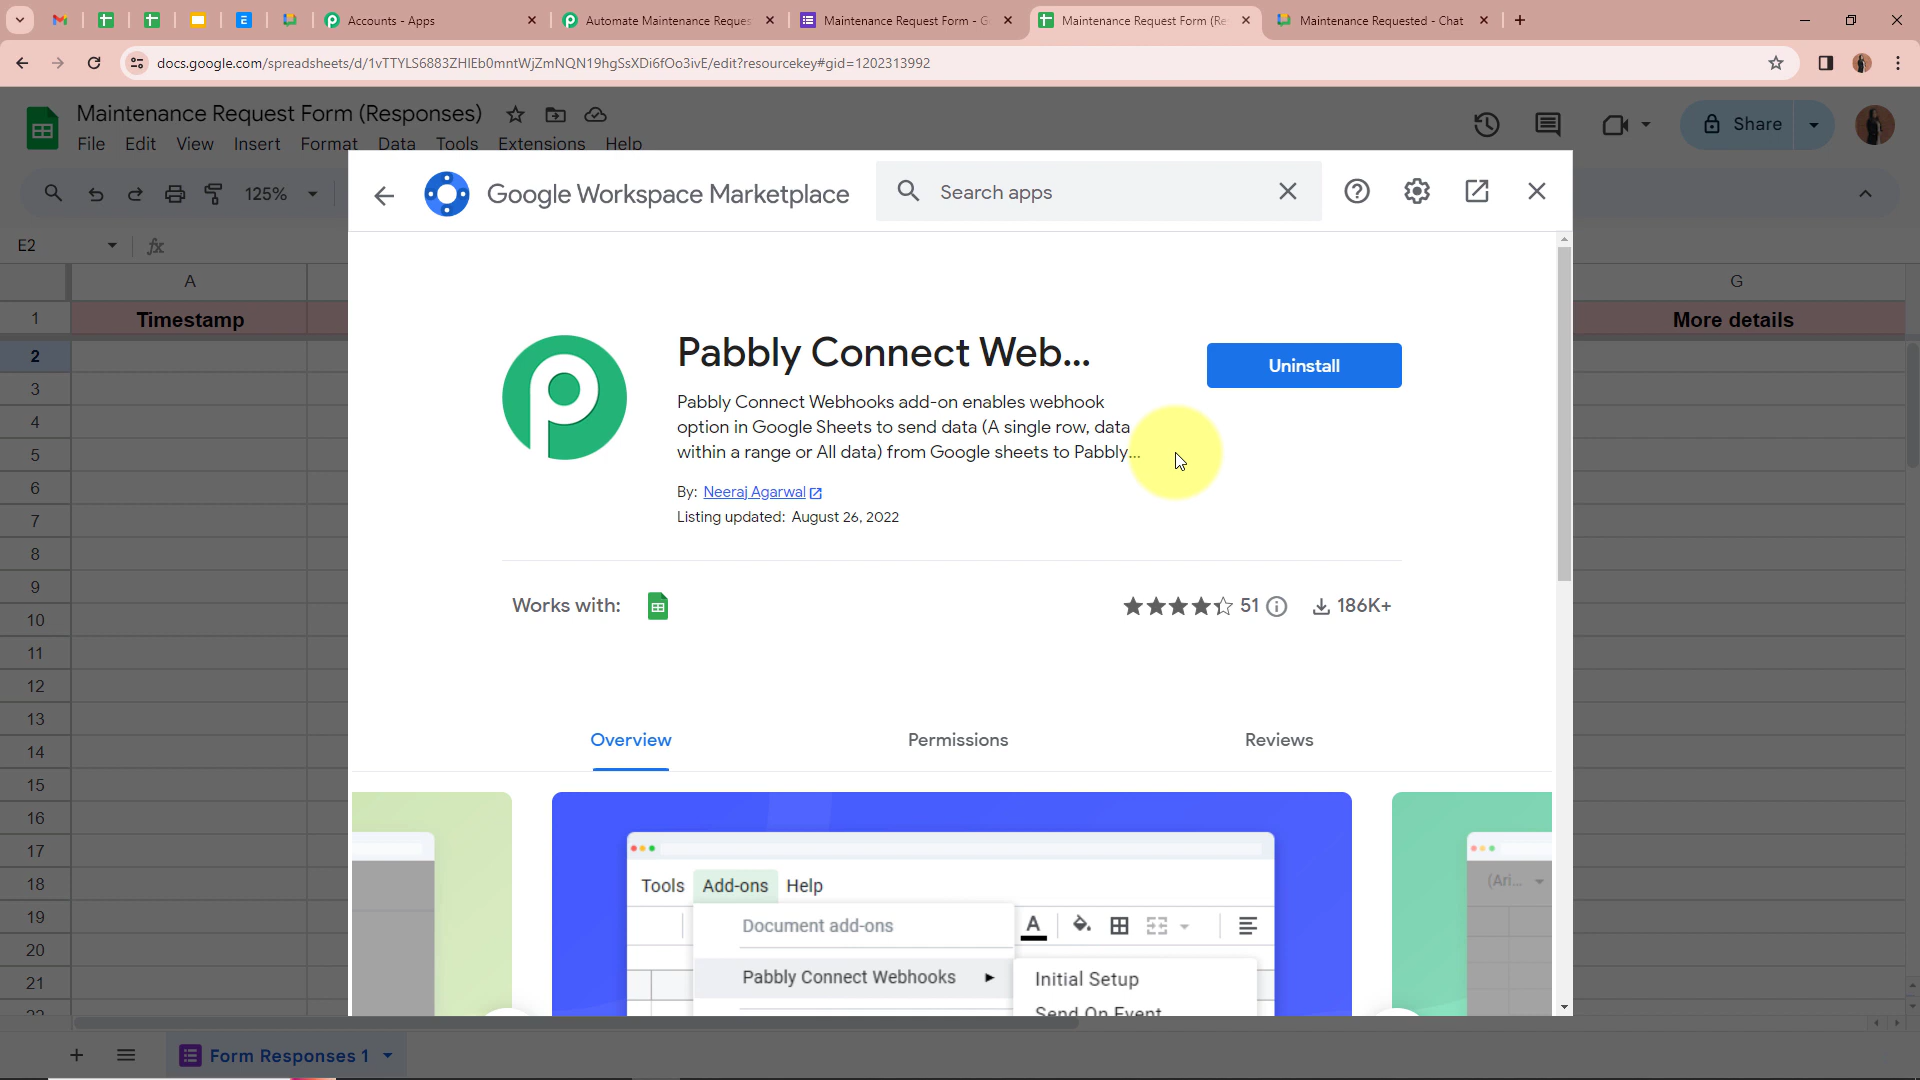 Accounts - Apps
Automate Maintenance Reques
Maintenance Request Form - G
Maintenance Request Form (Re
Maintenance Requested - Chat
docs.google.com/spreadsheets/d/1vTTYLS6883ZHIEb0mntWjZmNQN19hgSsXDi6fOo3ivE/edit?resourcekey#gid=1202313992
Maintenance Request Form (Responses)
File Edit View Insert Format Data Tools Extensions Help
Share
125%
Google Workspace Marketplace
Search apps
E2
fx
A
G
1
Timestamp
More details
2
3
4
5
6
7
8
9
10
11
12
13
14
15
16
17
18
19
20
21
22
Pabbly Connect Web...
Uninstall
Pabbly Connect Webhooks add-on enables webhook
option in Google Sheets to send data (A single row, data
within a range or All data) from Google sheets to Pabbly...
By: Neeraj Agarwal
Listing updated: August 26, 2022
Works with:
51
186K+
Overview
Permissions
Reviews
Tools Add-ons Help
(Ari...
Document add-ons
A
Pabbly Connect Webhooks
Initial Setup
Send On Event
Form Responses 1